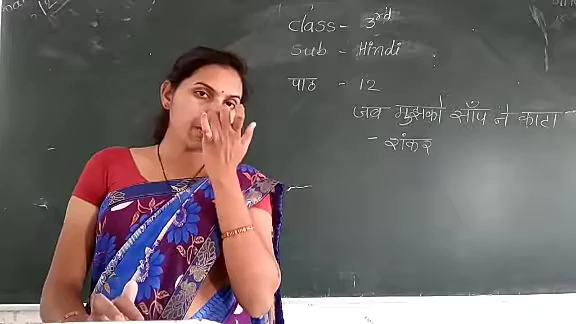 Class - 3rd
Sub - Hindi
पाठ - 12
जब मुझको साँप ने काटा
- शंकर